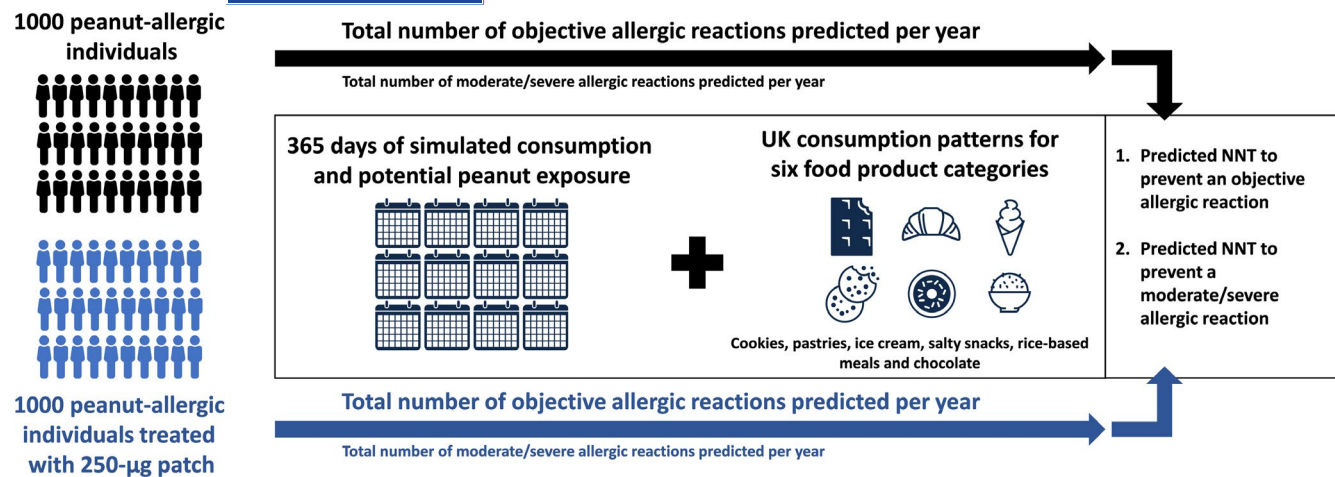 1000 peanut-allergic
individuals
Total number of objective allergic reactions predicted per year
Total number of moderate/severe allergic reactions predicted per year
365 days of simulated consumption
and potential peanut exposure
UK consumption patterns for
six food product categories
Cookies, pastries, ice cream, salty snacks, rice-based
meals and chocolate
1. Predicted NNT to
prevent an objective
allergic reaction
2. Predicted NNT to
prevent a
moderate/severe
allergic reaction
1000 peanut-allergic
individuals treated
with 250-μg patch
Total number of objective allergic reactions predicted per year
Total number of moderate/severe allergic reactions predicted per year